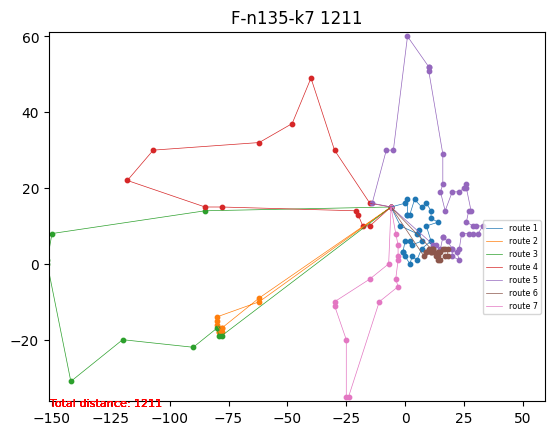 F-n135-k7 1211
60
40
20
0
−20
−150
−125
−100
−75
−50
−25
0
25
50
route 1
route 2
route 3
route 4
route 5
route 6
route 7
Total distance: 1211